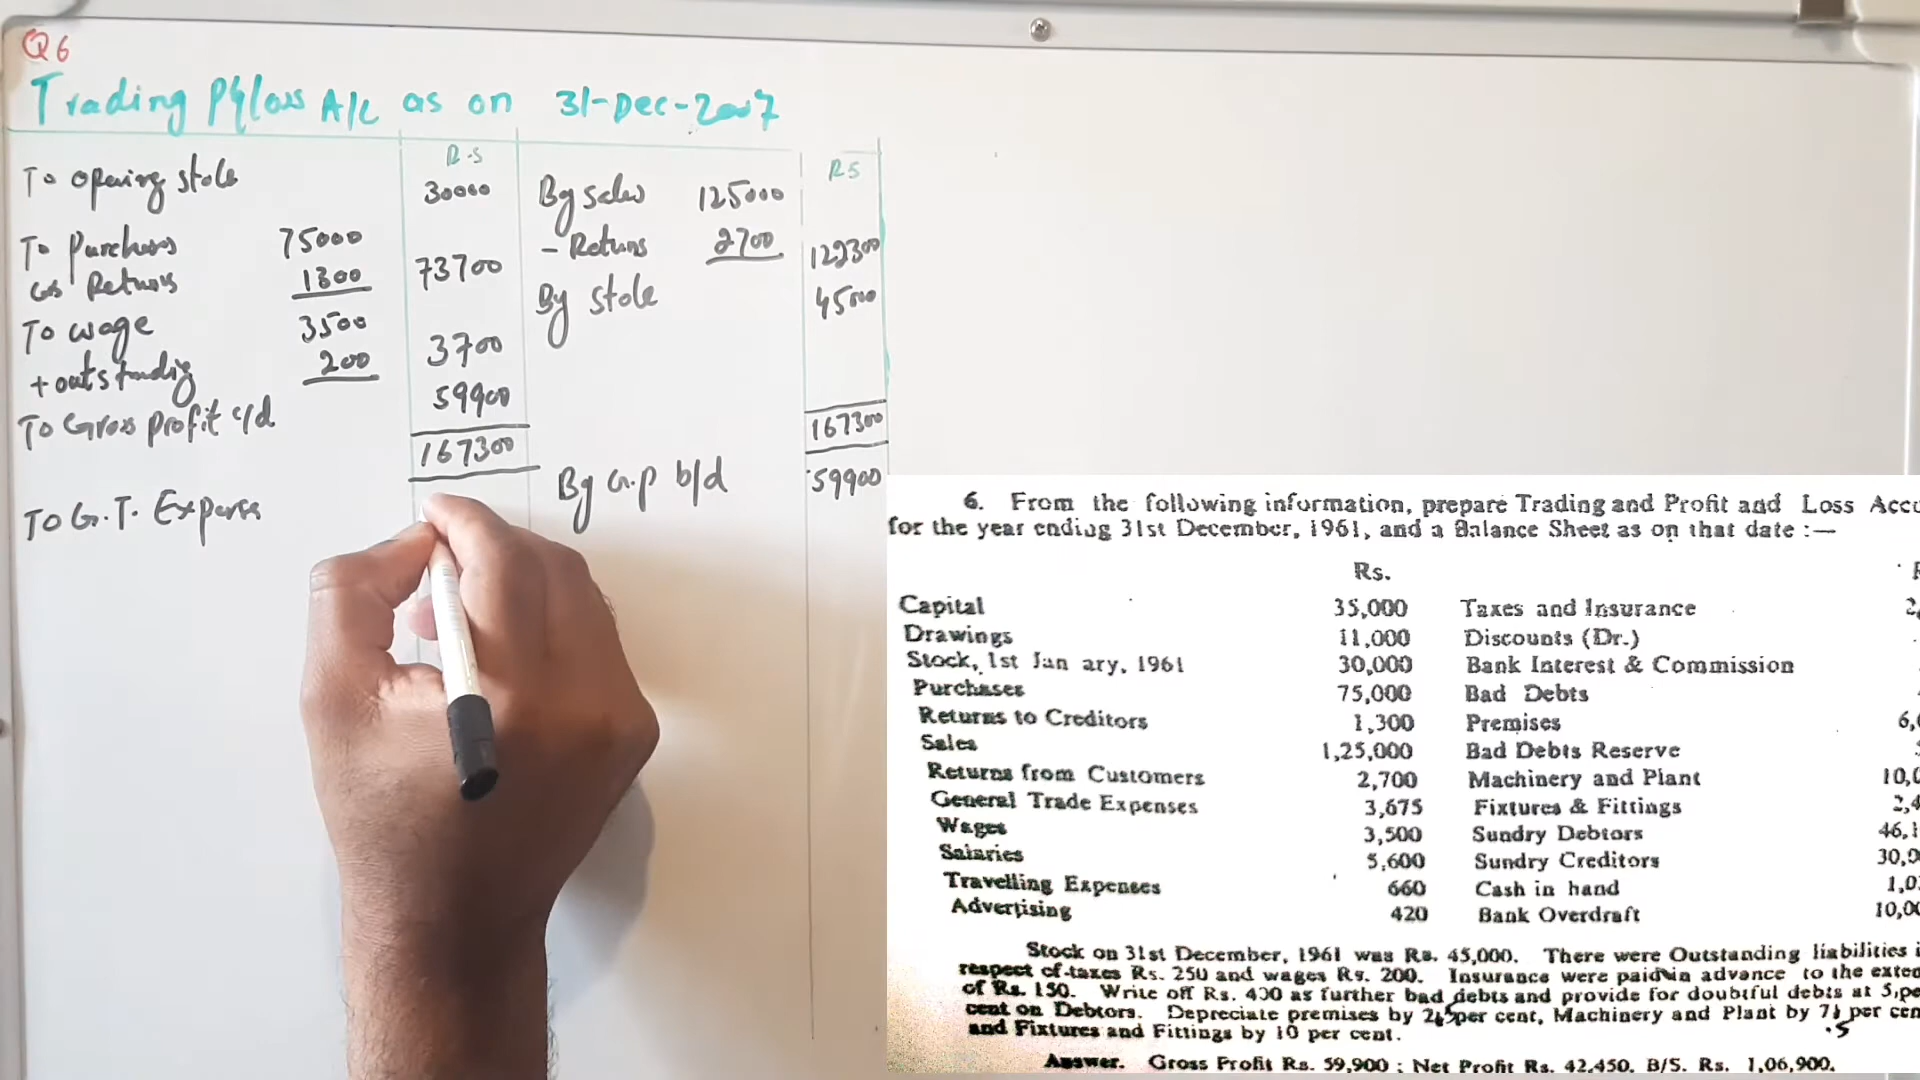 Q6
Trading P&loss A/c as on 31-Dec-2007
R.s
RS
To opening stole 30000 By sales 125000
To Purchases 75000 - Returns 2700 122300
Returns 1300 73700
By stole 45000
To wage 3500
+ outstanding 200 3700
To Gross profit c/d 59900
167300 167300
By G.p b/d 59900
To G.T. Expenses
6. From the following information, prepare Trading and Profit and Loss
for the year ending 31st December, 1961, and a Balance Sheet as on that date :—
Rs.
Capital 35,000 Taxes and Insurance
Drawings 11,000 Discounts (Dr.)
Stock, 1st Jan ary, 1961 30,000 Bank Interest & Commission
Purchases 75,000 Bad Debts
Returns to Creditors 1,300 Premises
Sales 1,25,000 Bad Debts Reserve
Returns from Customers 2,700 Machinery and Plant
General Trade Expenses 3,675 Fixtures & Fittings
Wages 3,500 Sundry Debtors
Salaries 5,600 Sundry Creditors
Travelling Expenses 660 Cash in hand
Advertising 420 Bank Overdraft
Stock on 31st December, 1961 was Rs. 45,000. There were Outstanding liabilities
respect of taxes Rs. 250 and wages Rs. 200. Insurance were paid in advance to the
of Rs. 150. Write off Rs. 400 as further bad debts and provide for doubtful debts at 5
cent on Debtors. Depreciate premises by per cent, Machinery and Plant by 7½ per
and Fixtures and Fittings by 10 per cent.
.5
Answer. Gross Profit Rs. 59,900 ; Net Profit Rs. 42,450. B/S. Rs. 1,06,900.